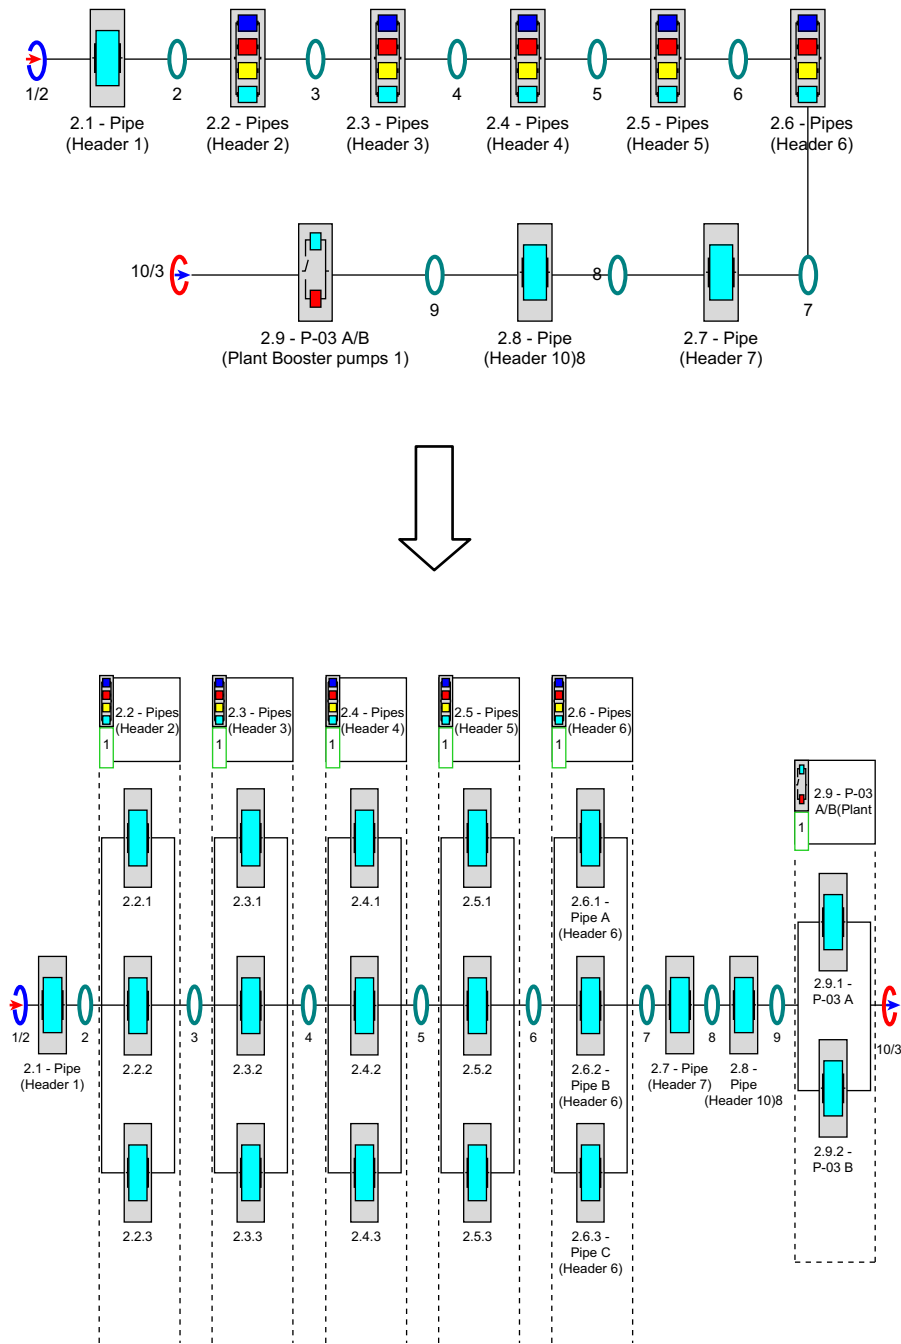 1/2
2
3
4
5
6
2.1 - Pipe
(Header 1)
2.2 - Pipes
(Header 2)
2.3 - Pipes
(Header 3)
2.4 - Pipes
(Header 4)
2.5 - Pipes
(Header 5)
2.6 - Pipes
(Header 6)
10/3
9
8
7
2.9 - P-03 A/B
(Plant Booster pumps 1)
2.8 - Pipe
(Header 10)8
2.7 - Pipe
(Header 7)
2.2 - Pipes
(Header 2)
1
2.3 - Pipes
(Header 3)
1
2.4 - Pipes
(Header 4)
1
2.5 - Pipes
(Header 5)
1
2.6 - Pipes
(Header 6)
1
2.9 - P-03
A/B(Plant
1
2.2.1
2.3.1
2.4.1
2.5.1
2.6.1 -
Pipe A
(Header 6)
2.9.1 -
P-03 A
1/2
2
3
4
5
6
7
8
9
10/3
2.1 - Pipe
(Header 1)
2.2.2
2.3.2
2.4.2
2.5.2
2.6.2 -
Pipe B
(Header 6)
2.7 - Pipe
(Header 7)
2.8 -
Pipe
(Header 10)8
2.9.2 -
P-03 B
2.2.3
2.3.3
2.4.3
2.5.3
2.6.3 -
Pipe C
(Header 6)